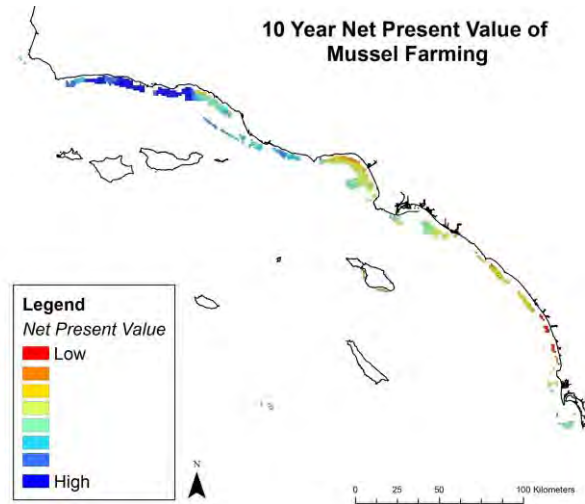 10 Year Net Present Value of
Mussel Farming
Legend
Net Present Value
Low
High
N
0 25 50 100 Kilometers